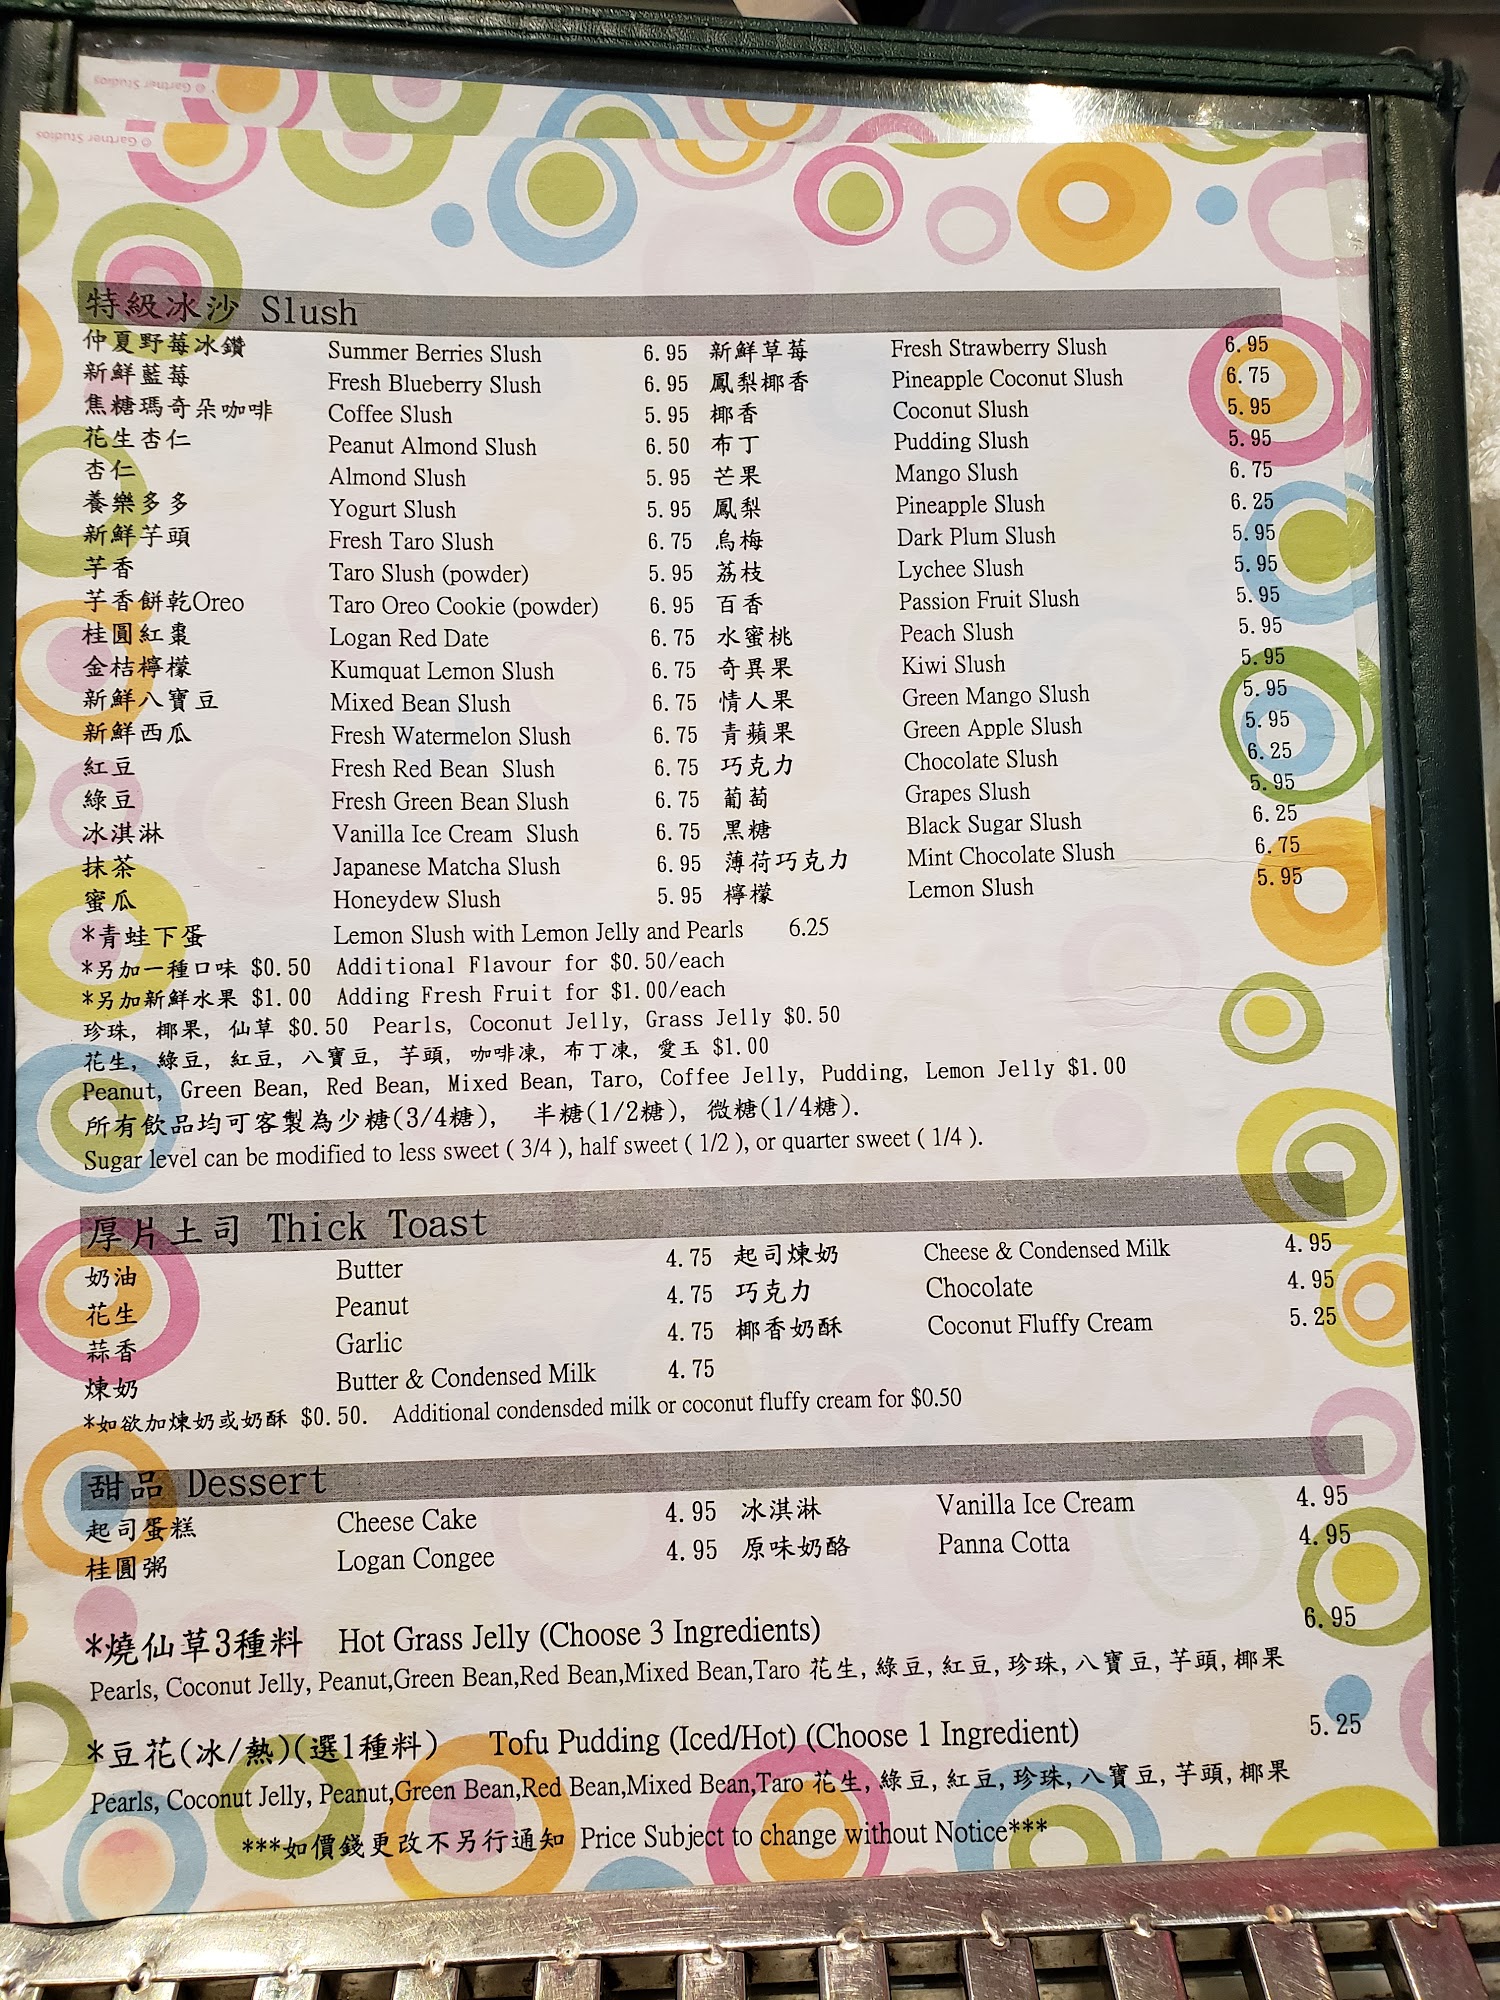 © Gartner Studios
© Gartner Studios
特級冰沙 Slush
仲夏野莓冰鑽 Summer Berries Slush 6.95 新鮮草莓 Fresh Strawberry Slush 6.95
新鮮藍莓 Fresh Blueberry Slush 6.95 鳳梨椰香 Pineapple Coconut Slush 6.75
焦糖瑪奇朵咖啡 Coffee Slush 5.95 椰香 Coconut Slush 5.95
花生杏仁 Peanut Almond Slush 6.50 布丁 Pudding Slush 5.95
杏仁 Almond Slush 5.95 芒果 Mango Slush 6.75
養樂多多 Yogurt Slush 5.95 鳳梨 Pineapple Slush 6.25
新鮮芋頭 Fresh Taro Slush 6.75 烏梅 Dark Plum Slush 5.95
芋香 Taro Slush (powder) 5.95 荔枝 Lychee Slush 5.95
芋香餅乾Oreo Taro Oreo Cookie (powder) 6.95 百香 Passion Fruit Slush 5.95
桂圓紅棗 Logan Red Date 6.75 水蜜桃 Peach Slush 5.95
金桔檸檬 Kumquat Lemon Slush 6.75 奇異果 Kiwi Slush 5.95
新鮮八寶豆 Mixed Bean Slush 6.75 情人果 Green Mango Slush 5.95
新鮮西瓜 Fresh Watermelon Slush 6.75 青蘋果 Green Apple Slush 5.95
紅豆 Fresh Red Bean Slush 6.75 巧克力 Chocolate Slush 6.25
綠豆 Fresh Green Bean Slush 6.75 葡萄 Grapes Slush 5.95
冰淇淋 Vanilla Ice Cream Slush 6.75 黑糖 Black Sugar Slush 6.25
抹茶 Japanese Matcha Slush 6.95 薄荷巧克力 Mint Chocolate Slush 6.75
蜜瓜 Honeydew Slush 5.95 檸檬 Lemon Slush 5.95
*青蛙下蛋 Lemon Slush with Lemon Jelly and Pearls 6.25
*另加一種口味 $0.50 Additional Flavour for $0.50/each
*另加新鮮水果 $1.00 Adding Fresh Fruit for $1.00/each
珍珠, 椰果, 仙草 $0.50 Pearls, Coconut Jelly, Grass Jelly $0.50
花生, 綠豆, 紅豆, 八寶豆, 芋頭, 咖啡凍, 布丁凍, 愛玉 $1.00
Peanut, Green Bean, Red Bean, Mixed Bean, Taro, Coffee Jelly, Pudding, Lemon Jelly $1.00
所有飲品均可客製為少糖(3/4糖), 半糖(1/2糖), 微糖(1/4糖).
Sugar level can be modified to less sweet ( 3/4 ), half sweet ( 1/2 ), or quarter sweet ( 1/4 ).
厚片土司 Thick Toast
奶油 Butter 4.75 起司煉奶 Cheese & Condensed Milk 4.95
花生 Peanut 4.75 巧克力 Chocolate 4.95
蒜香 Garlic 4.75 椰香奶酥 Coconut Fluffy Cream 5.25
煉奶 Butter & Condensed Milk 4.75
*如欲加煉奶或奶酥 $0.50. Additional condensded milk or coconut fluffy cream for $0.50
甜品 Dessert
起司蛋糕 Cheese Cake 4.95 冰淇淋 Vanilla Ice Cream 4.95
桂圓粥 Logan Congee 4.95 原味奶酪 Panna Cotta 4.95
*燒仙草3種料 Hot Grass Jelly (Choose 3 Ingredients) 6.95
Pearls, Coconut Jelly, Peanut,Green Bean,Red Bean,Mixed Bean,Taro 花生, 綠豆, 紅豆, 珍珠, 八寶豆, 芋頭, 椰果
*豆花(冰/熱)(選1種料) Tofu Pudding (Iced/Hot) (Choose 1 Ingredient) 5.25
Pearls, Coconut Jelly, Peanut,Green Bean,Red Bean,Mixed Bean,Taro 花生, 綠豆, 紅豆, 珍珠, 八寶豆, 芋頭, 椰果
***如價錢更改不另行通知 Price Subject to change without Notice***